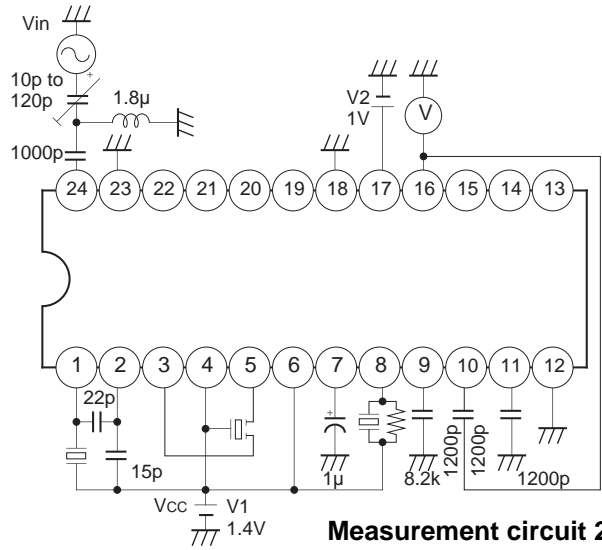 Vin
10p to
120p
+
1.8μ
1000p
V2
1V
V
24 23 22 21 20 19 18 17 16 15 14 13
1 2 3 4 5 6 7 8 9 10 11 12
22p
15p
+
1μ
8.2k
1200p
1200p
1200p
VCC V1
1.4V
Measurement circuit 2